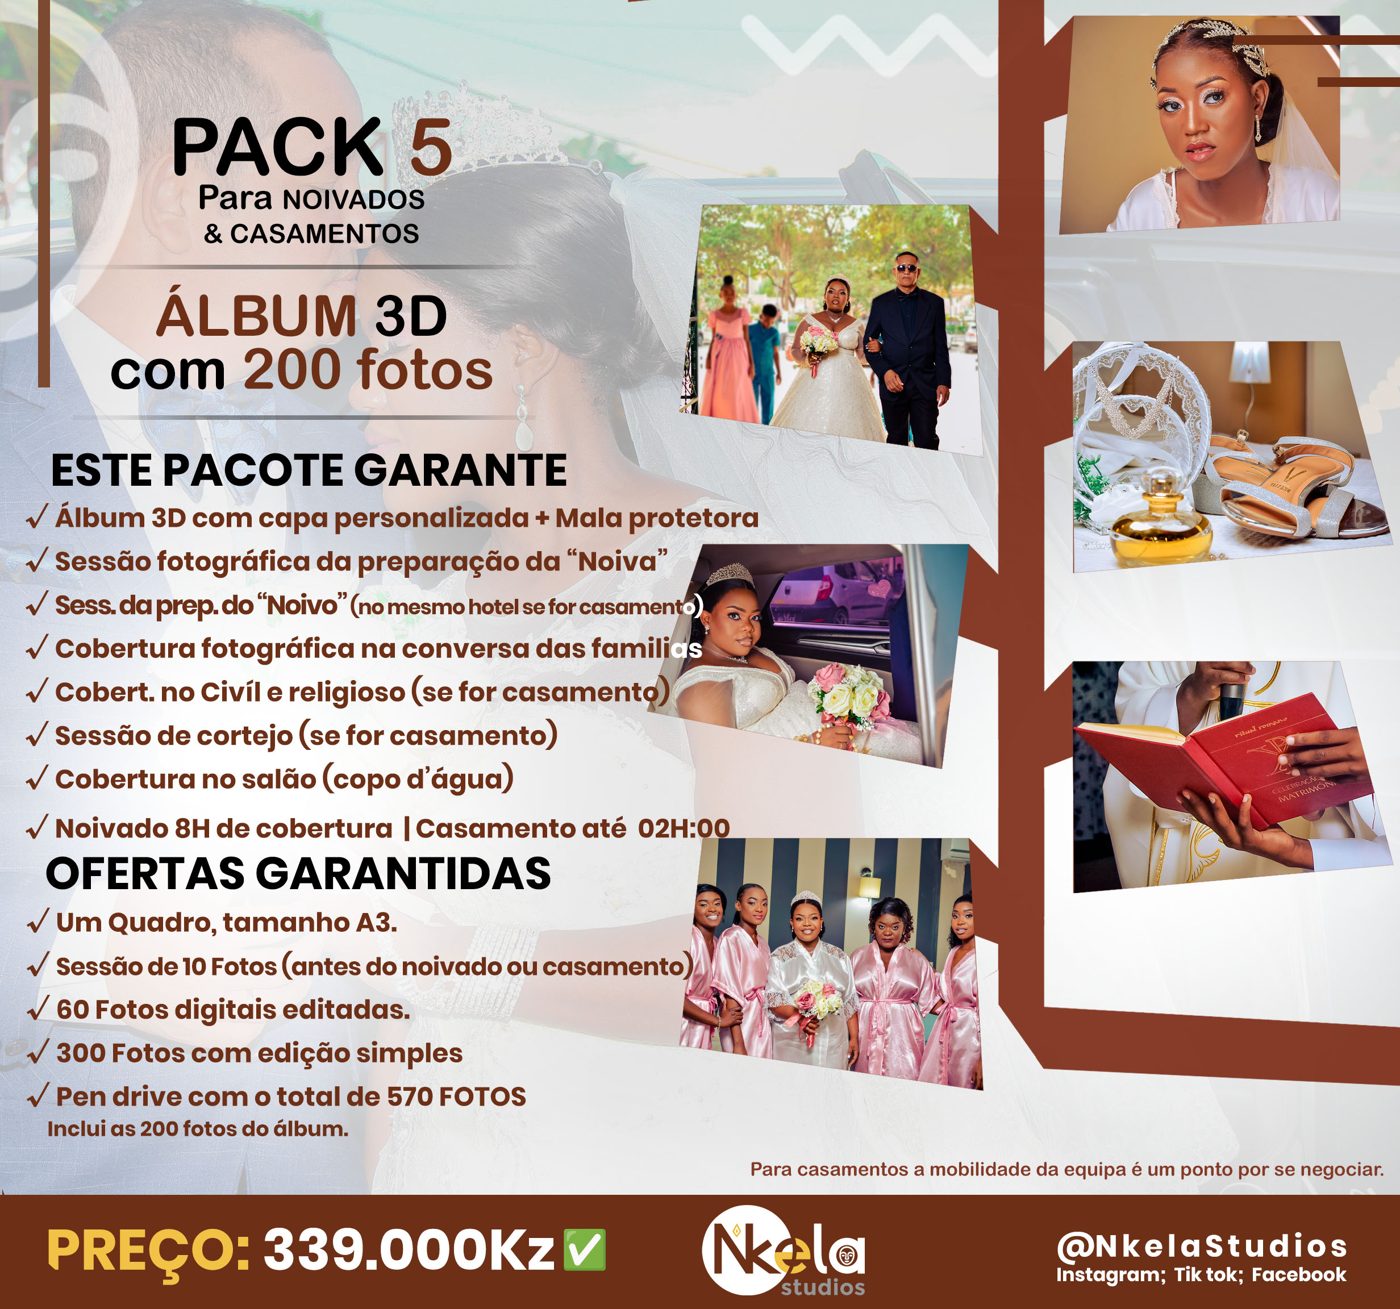 PACK 5
Para NOIVADOS
& CASAMENTOS
ÁLBUM 3D
com 200 fotos
ESTE PACOTE GARANTE
√ Álbum 3D com capa personalizada + Mala protetora
√ Sessão fotográfica da preparação da “Noiva”
√ Sess. da prep. do “Noivo” (no mesmo hotel se for casamento)
√ Cobertura fotográfica na conversa das familias
√ Cobert. no Civíl e religioso (se for casamento)
√ Sessão de cortejo (se for casamento)
√ Cobertura no salão (copo d’água)
√ Noivado 8H de cobertura | Casamento até 02H:00
OFERTAS GARANTIDAS
√ Um Quadro, tamanho A3.
√ Sessão de 10 Fotos (antes do noivado ou casamento)
√ 60 Fotos digitais editadas.
√ 300 Fotos com edição simples
√ Pen drive com o total de 570 FOTOS
Inclui as 200 fotos do álbum.
ritual romano
MATRIMÓN
Para casamentos a mobilidade da equipa é um ponto por se negociar.
PREÇO: 339.000Kz ✅
Nkela
studios
@NkelaStudios
Instagram; Tik tok; Facebook